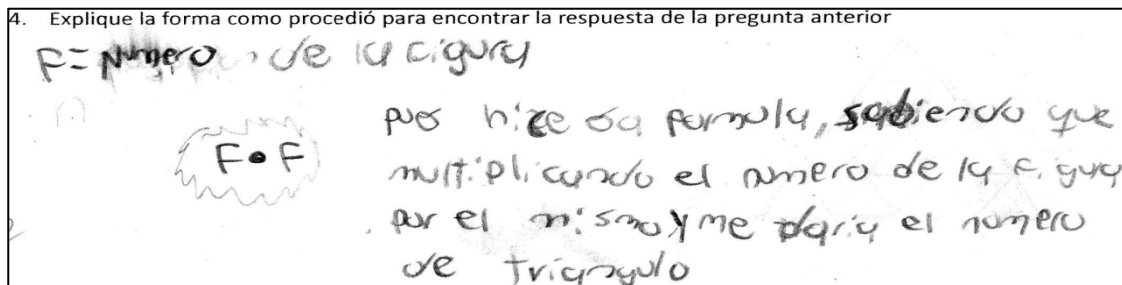 4. Explique la forma como procedió para encontrar la respuesta de la pregunta anterior
F= Numero de la figura
F•F
pues hize sa formula, sabiendo que
multiplicando el numero de la figura
por el mismo y me daria el numero
de triangulo